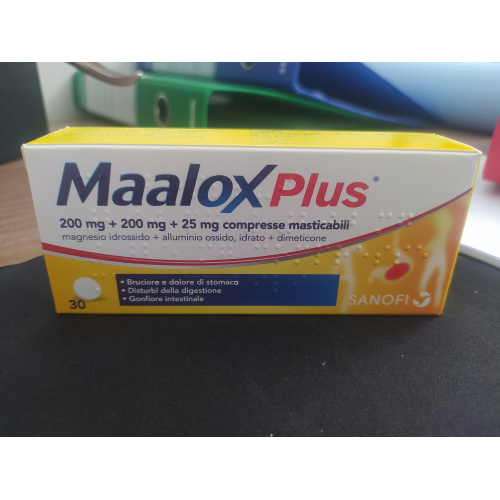 MaaloxPlus®
200 mg + 200 mg + 25 mg compresse masticabili
magnesio idrossido + alluminio ossido, idrato + dimeticone
• Bruciore e dolore di stomaco
• Disturbi della digestione
• Gonfiore intestinale
30
SANOFI